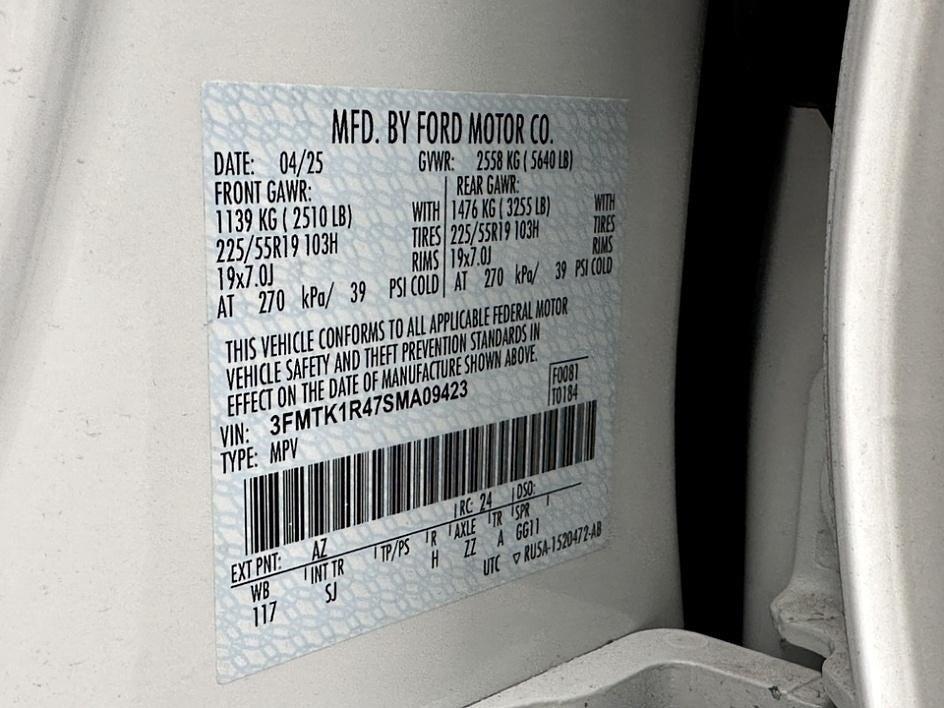 MFD. BY FORD MOTOR CO.
DATE: 04/25 GVWR: 2558 KG ( 5640 LB)
FRONT GAWR: REAR GAWR:
1139 KG ( 2510 LB) WITH 1476 KG ( 3255 LB) WITH
225/55R19 103H TIRES 225/55R19 103H TIRES
19x7.0J RIMS 19x7.0J RIMS
AT 270 kPa/ 39 PSI COLD AT 270 kPa/ 39 PSI COLD
THIS VEHICLE CONFORMS TO ALL APPLICABLE FEDERAL MOTOR
VEHICLE SAFETY AND THEFT PREVENTION STANDARDS IN
EFFECT ON THE DATE OF MANUFACTURE SHOWN ABOVE.
VIN: 3FMTK1R47SMA09423 F0081
TYPE: MPV T0184
EXT PNT: AZ RC: 24 DSO:
WB INT TR TP/PS R AXLE TR SPR
117 SJ H ZZ A GG11
UTC ▽ RU5A-1520472-AB